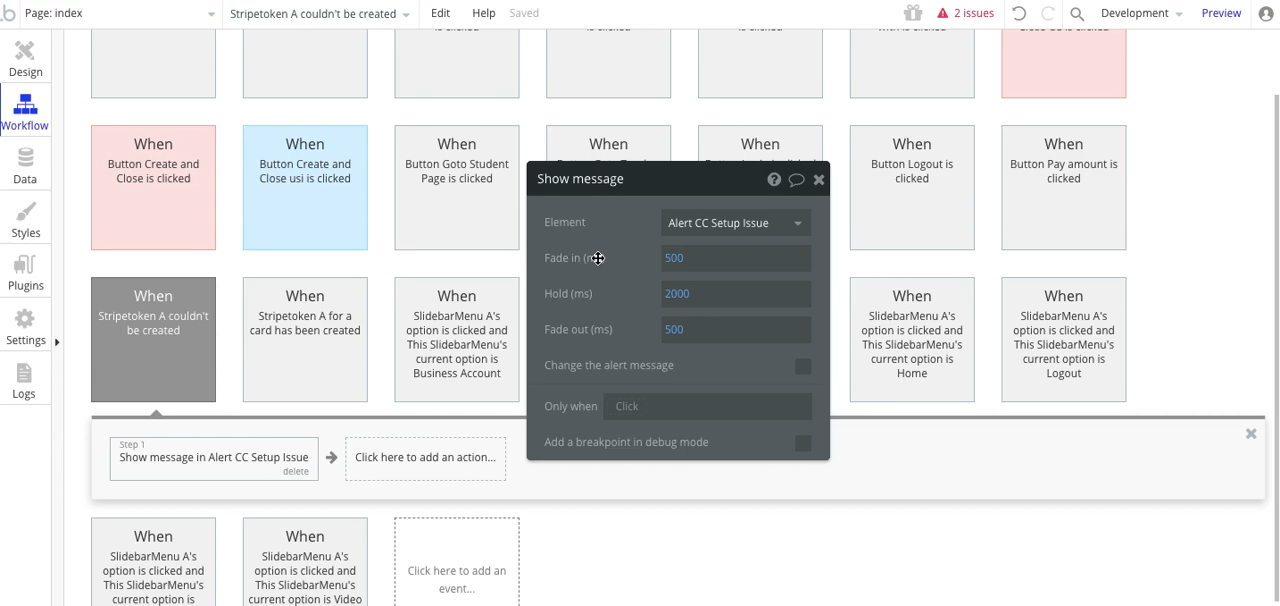 Page: index
Stripetoken A couldn't be created
Edit
Help
Saved
2 issues
Development
Preview
Design
Workflow
Data
Styles
Plugins
Settings
Logs
When
Button Create and
Close is clicked
When
Button Create and
Close usi is clicked
When
Button Goto Student
Page is clicked
When
When
When
Button Logout is
clicked
When
Button Pay amount is
clicked
Show message
Element
Alert CC Setup Issue
Fade in
500
Hold (ms)
2000
Fade out (ms)
500
Change the alert message
Only when
Click
Add a breakpoint in debug mode
When
Stripetoken A couldn't
be created
When
Stripetoken A for a
card has been created
When
SlidebarMenu A's
option is clicked and
This SlidebarMenu's
current option is
Business Account
When
SlidebarMenu A's
option is clicked and
This SlidebarMenu's
current option is
Home
When
SlidebarMenu A's
option is clicked and
This SlidebarMenu's
current option is
Logout
Step 1
Show message in Alert CC Setup Issue
delete
Click here to add an action...
When
SlidebarMenu A's
option is clicked and
This SlidebarMenu's
current option is
When
SlidebarMenu A's
option is clicked and
This SlidebarMenu's
current option is Video
Click here to add an
event...